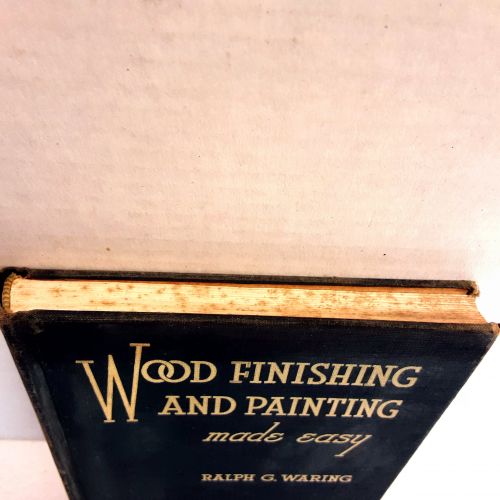 WOOD FINISHING
AND PAINTING
made easy
RALPH G. WARING